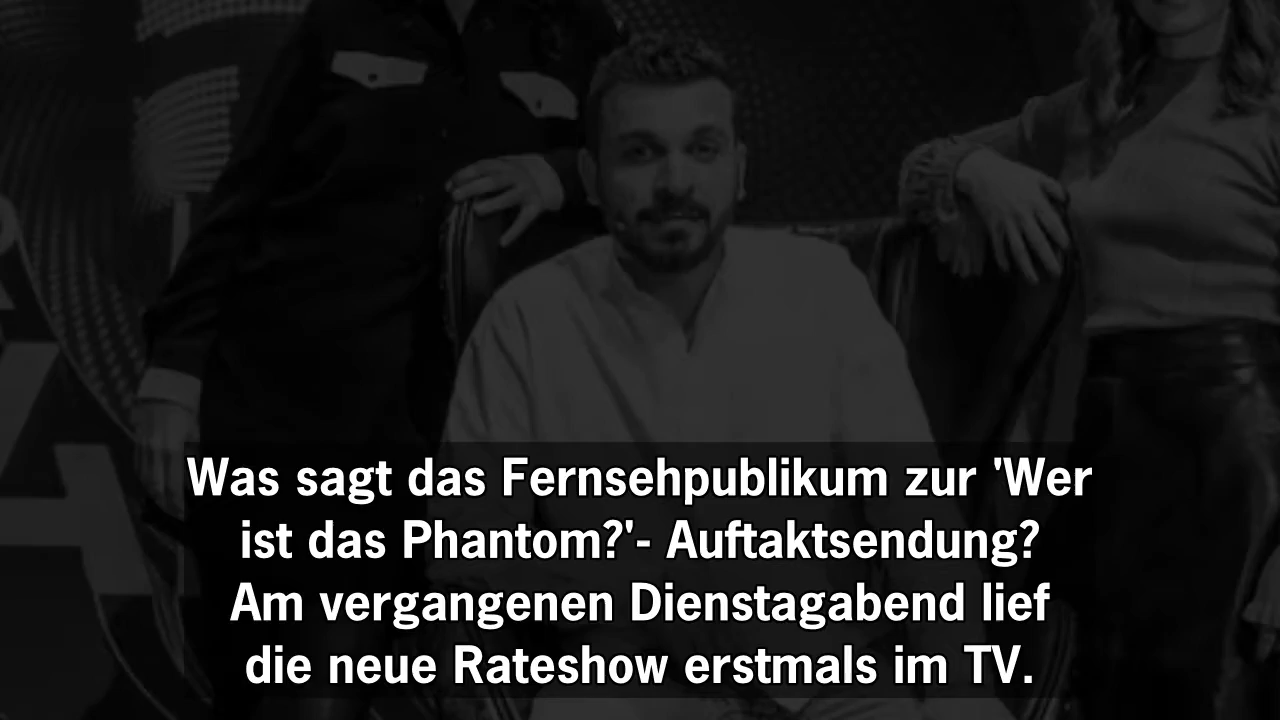 Was sagt das Fernsehpublikum zur 'Wer
ist das Phantom?'- Auftaktsendung?
Am vergangenen Dienstagabend lief
die neue Rateshow erstmals im TV.